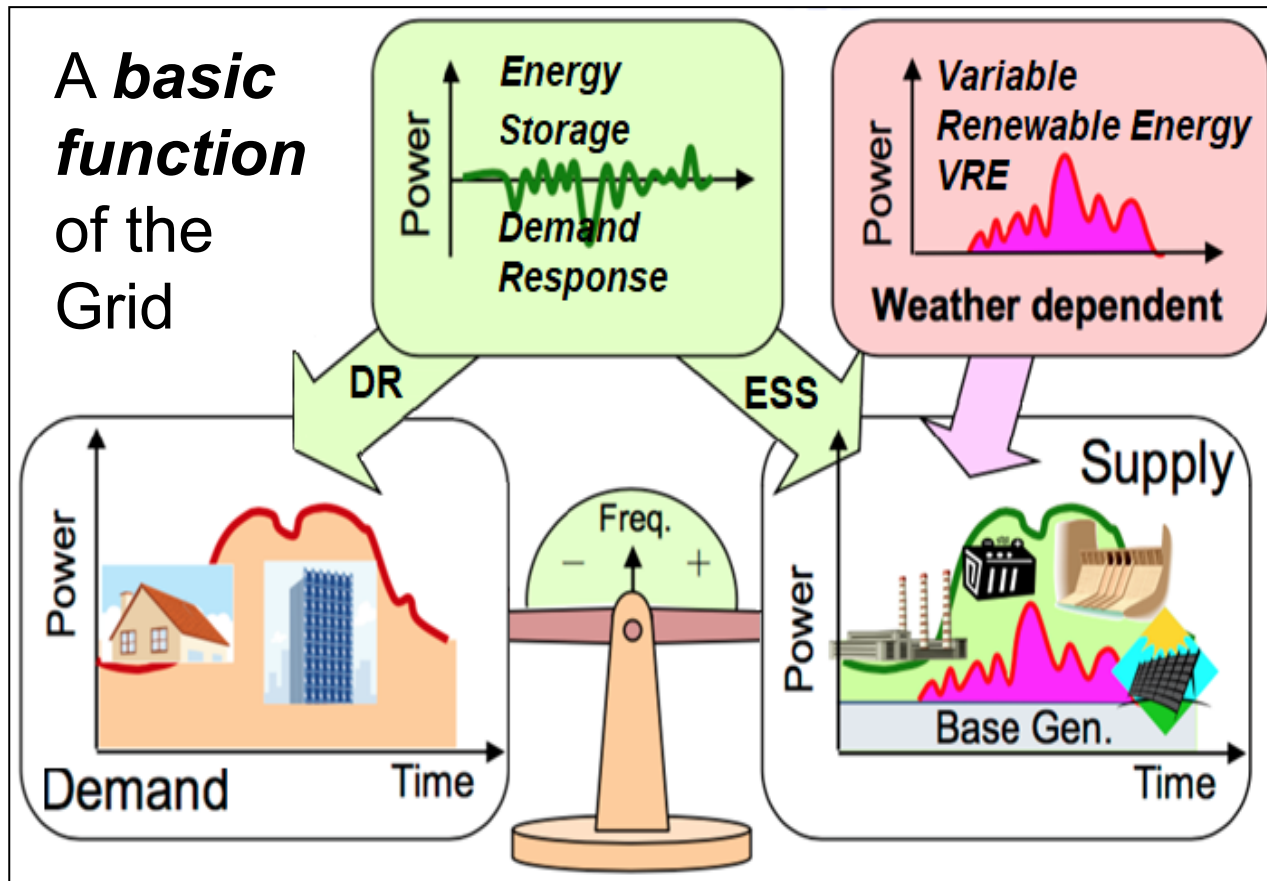 A basic
function
of the
Grid
Energy
Storage
Demand
Response
Power
Variable
Renewable Energy
VRE
Power
Weather dependent
DR
ESS
Power
Demand
Time
Freq.
− +
Supply
Power
Base Gen.
Time